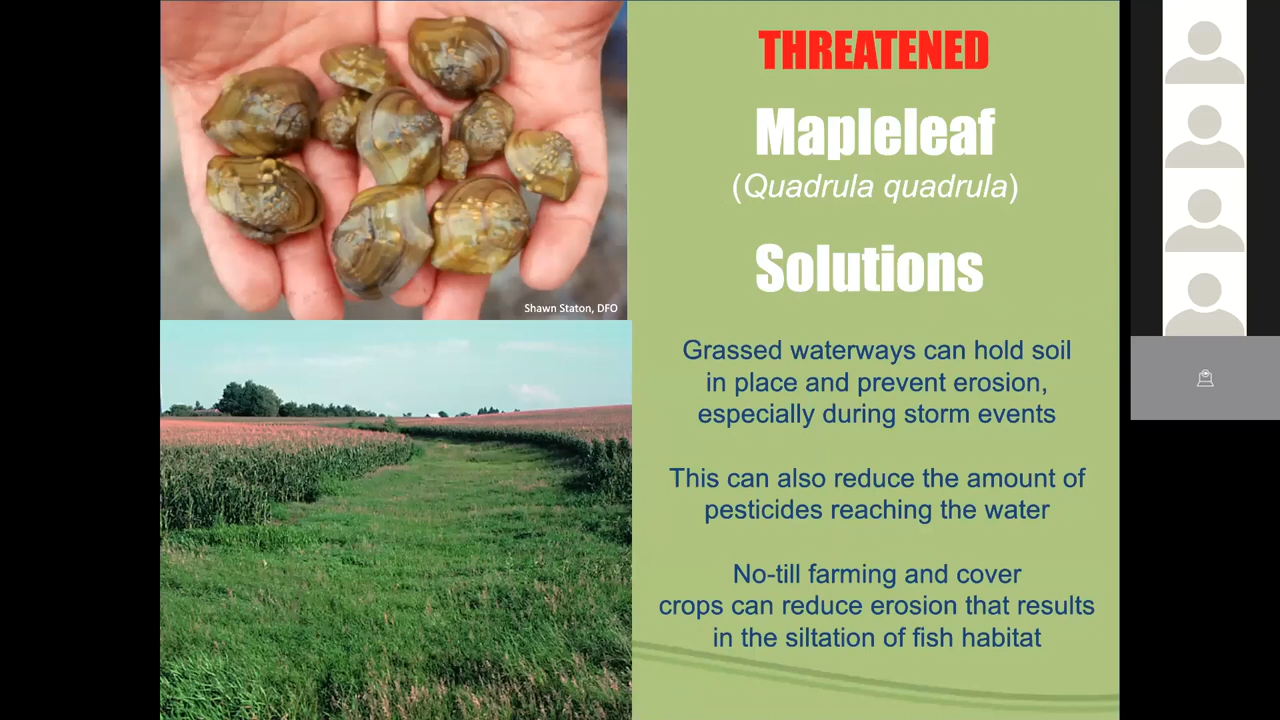 THREATENED
Mapleleaf
(Quadrula quadrula)
Solutions
Shawn Staton, DFO
Grassed waterways can hold soil
in place and prevent erosion,
especially during storm events
This can also reduce the amount of
pesticides reaching the water
No-till farming and cover
crops can reduce erosion that results
in the siltation of fish habitat